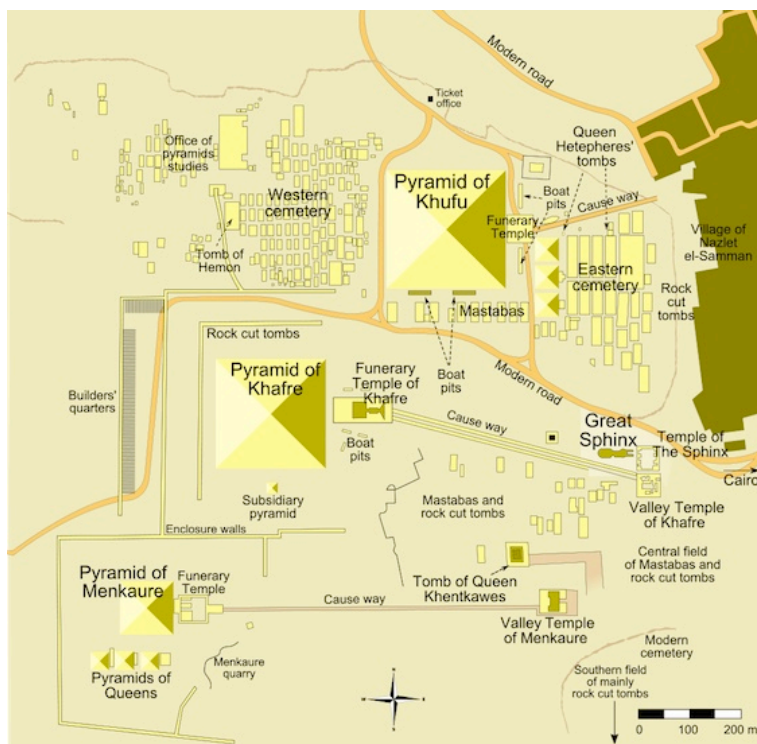 Modern road
Ticket
office
Queen
Hetepheres'
tombs
Office of
pyramids
studies
Western
cemetery
Pyramid of
Khufu
Boat
pits
Cause way
Funerary
Temple
Village of
Nazlet
el-Samman
Tomb of
Hemon
Eastern
cemetery
Rock
cut
tombs
Mastabas
Rock cut tombs
Boat
pits
Modern road
Pyramid of
Khafre
Funerary
Temple of
Khafre
Builders'
quarters
Cause way
Great
Sphinx
Temple of
The Sphinx
Boat
pits
Cairo
Subsidiary
pyramid
Mastabas and
rock cut tombs
Valley Temple
of Khafre
Enclosure walls
Central field
of Mastabas and
rock cut tombs
Pyramid of
Menkaure
Funerary
Temple
Tomb of Queen
Khentkawes
Cause way
Valley Temple
of Menkaure
Modern
cemetery
Menkaure
quarry
Pyramids of
Queens
Southern field
of mainly
rock cut tombs
0 100 200 m